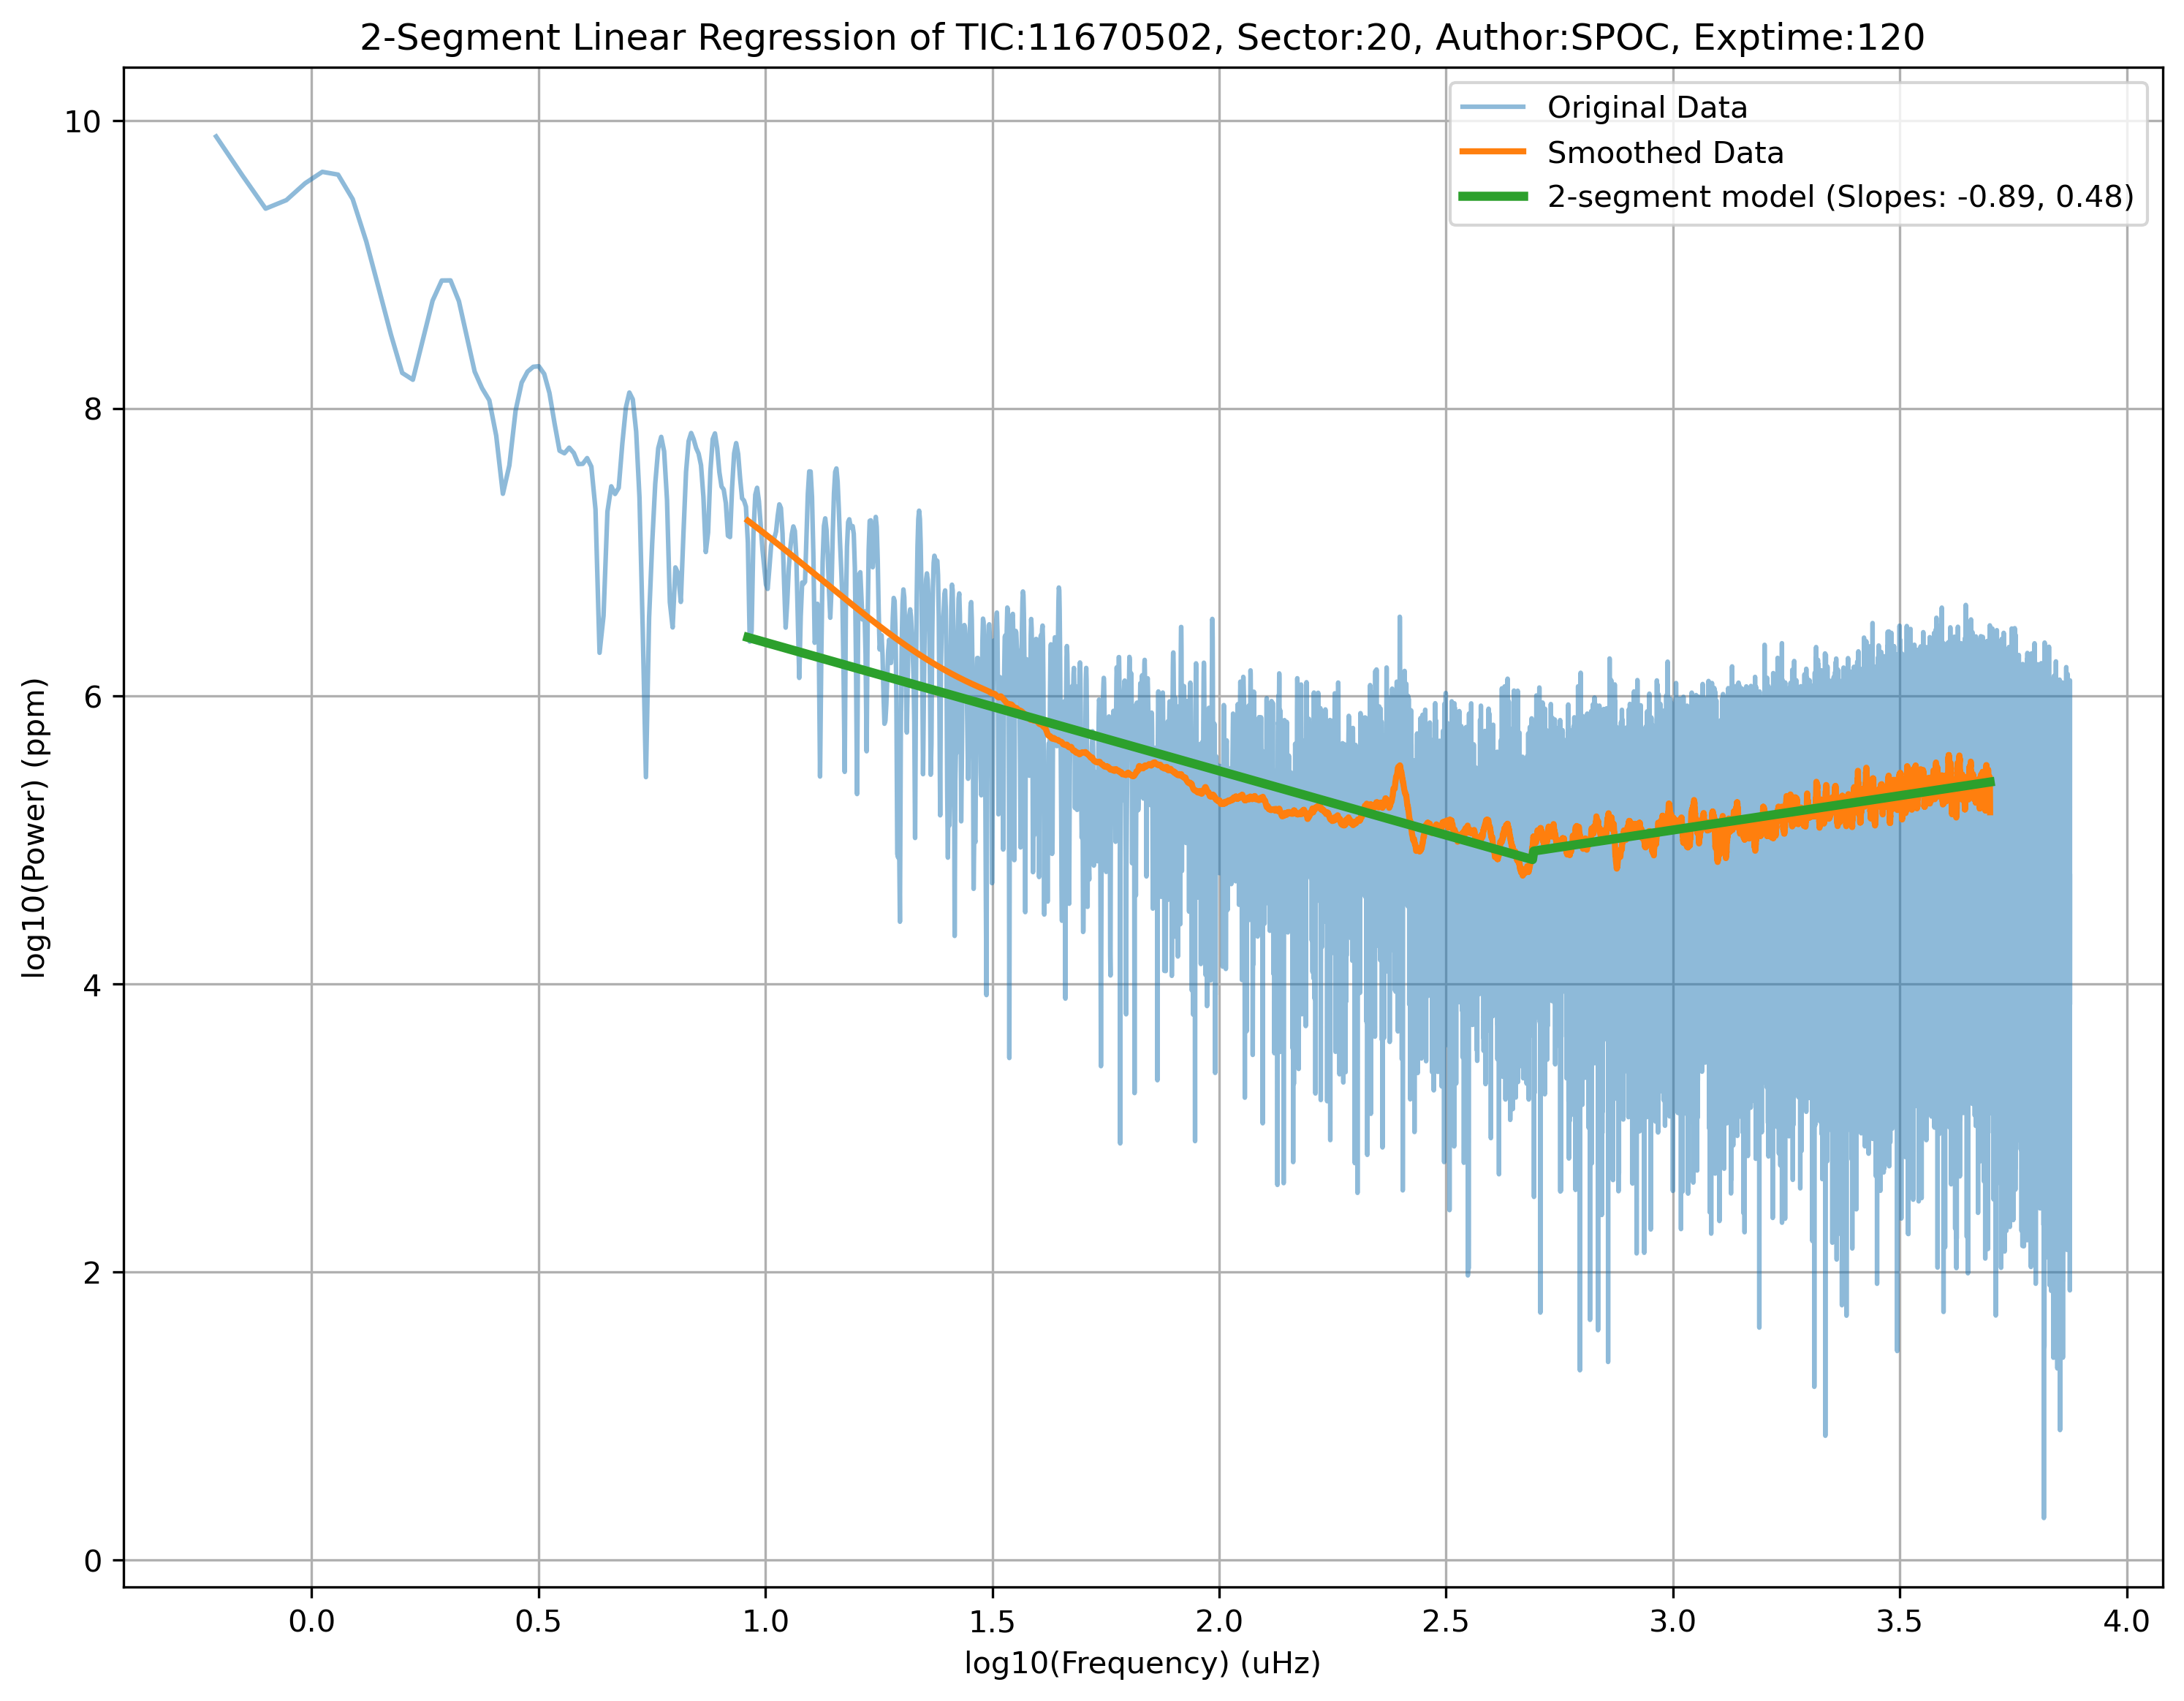 2-Segment Linear Regression of TIC:11670502, Sector:20, Author:SPOC, Exptime:120
Original Data
Smoothed Data
2-segment model (Slopes: -0.89, 0.48)
log10(Power) (ppm)
10
8
6
4
2
0
0.0 0.5 1.0 1.5 2.0 2.5 3.0 3.5 4.0
log10(Frequency) (uHz)